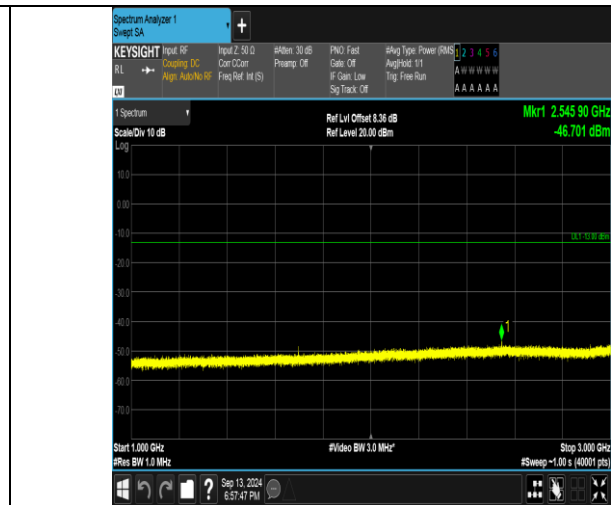 Spectrum Analyzer 1
Swept SA
+
KEYSIGHT
RL
Input: RF
Coupling: DC
Align: Auto/No RF
Input Z: 50 Ω
Corr CCorr
Freq Ref: Int (S)
#Atten: 30 dB
Preamp: Off
PNO: Fast
Gate: Off
IF Gain: Low
Sig Track: Off
#Avg Type: Power (RMS
Avg|Hold: 1/1
Trig: Free Run
1 2 3 4 5 6
A W W W W W
A A A A A A
1 Spectrum
Scale/Div 10 dB
Log
Ref Lvl Offset 8.36 dB
Ref Level 20.00 dBm
Mkr1 2.545 90 GHz
-46.701 dBm
10.0
0.00
-10.0
DL1 -13.00 dBm
-20.0
-30.0
-40.0
1
-50.0
-60.0
-70.0
Start 1.000 GHz
#Res BW 1.0 MHz
#Video BW 3.0 MHz*
Stop 3.000 GHz
#Sweep ~1.00 s (40001 pts)
?
Sep 13, 2024
6:57:47 PM